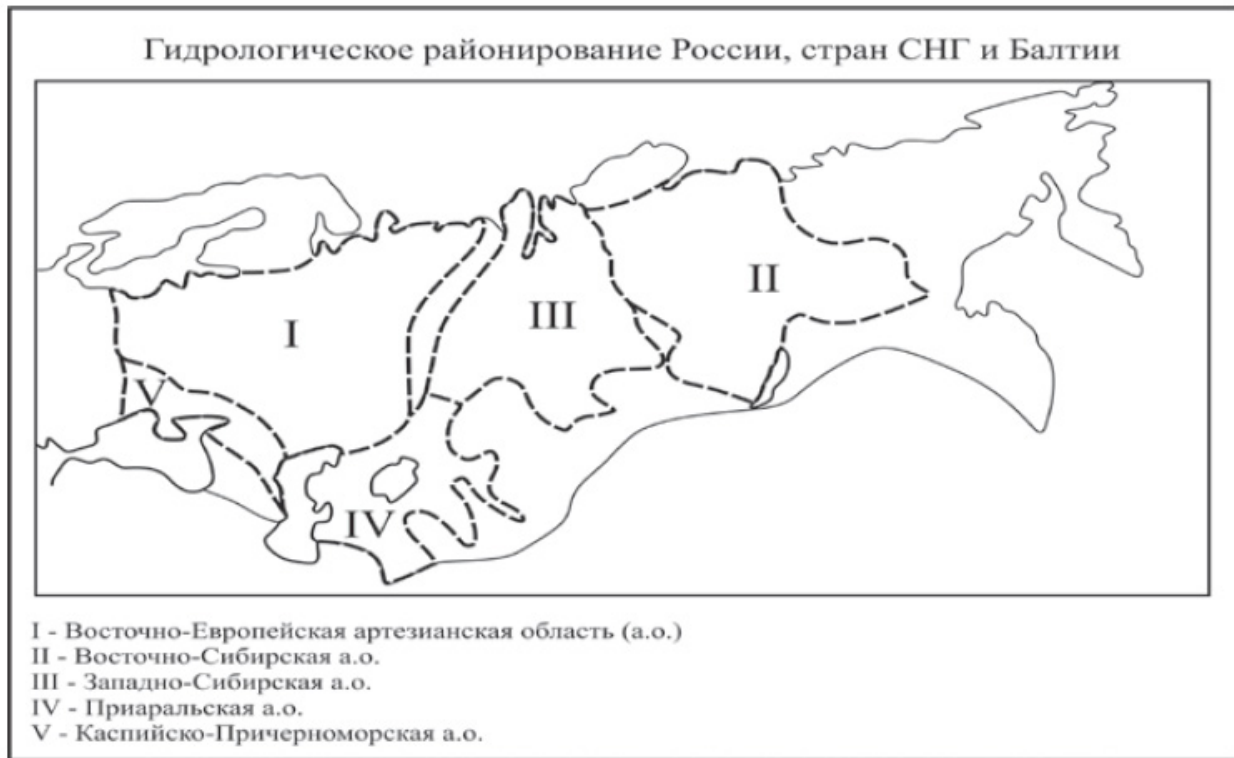 Гидрологическое районирование России, стран СНГ и Балтии
I
II
III
IV
V
I - Восточно-Европейская артезианская область (а.о.)
II - Восточно-Сибирская а.о.
III - Западно-Сибирская а.о.
IV - Приаральская а.о.
V - Каспийско-Причерноморская а.о.